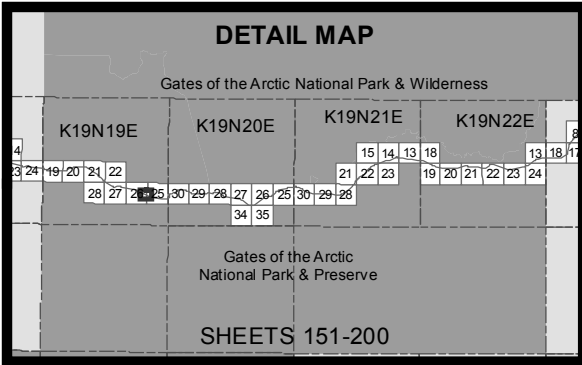 DETAIL MAP
Gates of the Arctic National Park & Wilderness
K19N19E K19N20E K19N21E K19N22E
8
4 15 14 13 18 13 18 17
23 24 19 20 21 22 21 22 23 19 20 21 22 23 24
28 27 25 30 29 28 27 26 25 30 29 28
34 35
Gates of the Arctic
National Park & Preserve
SHEETS 151-200